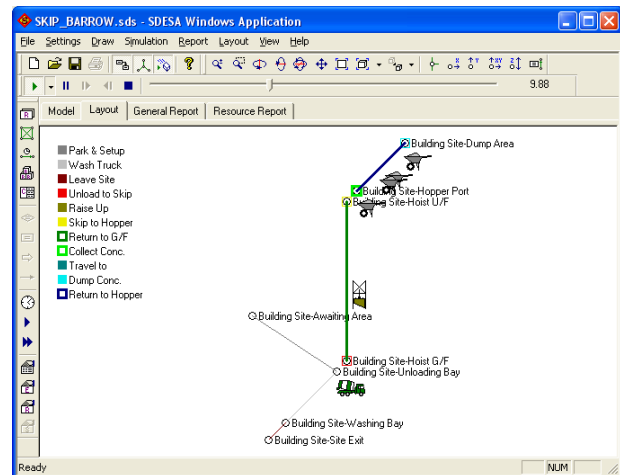 SKIP_BARROW.sds - SDESA Windows Application
File Settings Draw Simulation Report Layout View Help
9.88
Model Layout General Report Resource Report
Park & Setup
Wash Truck
Leave Site
Unload to Skip
Raise Up
Skip to Hopper
Return to G/F
Collect Conc.
Travel to
Dump Conc.
Return to Hopper
Building Site-Dump Area
Building Site-Hopper Port
Building Site-Hoist U/F
Building Site-Awaiting Area
Building Site-Hoist G/F
Building Site-Unloading Bay
Building Site-Washing Bay
Building Site-Site Exit
Ready NUM